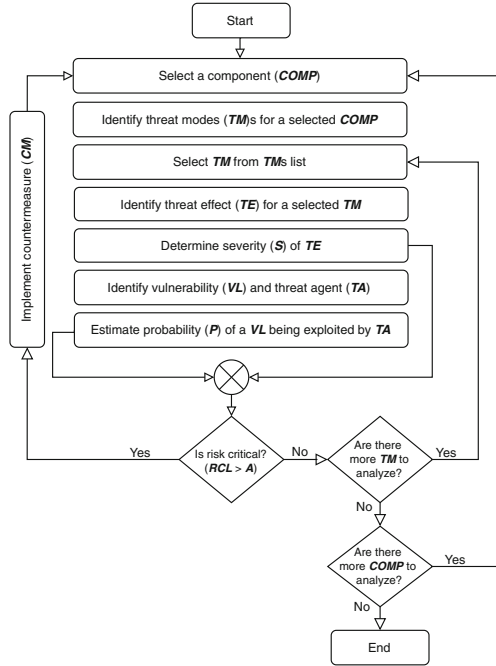 Start
Select a component (COMP)
Identify threat modes (TM)s for a selected COMP
Select TM from TMs list
Identify threat effect (TE) for a selected TM
Determine severity (S) of TE
Identify vulnerability (VL) and threat agent (TA)
Estimate probability (P) of a VL being exploited by TA
Implement countermeasure (CM)
Yes
Is risk critical?
(RCL > A)
No
Are there
more TM to
analyze?
Yes
No
Are there
more COMP to
analyze?
Yes
No
End